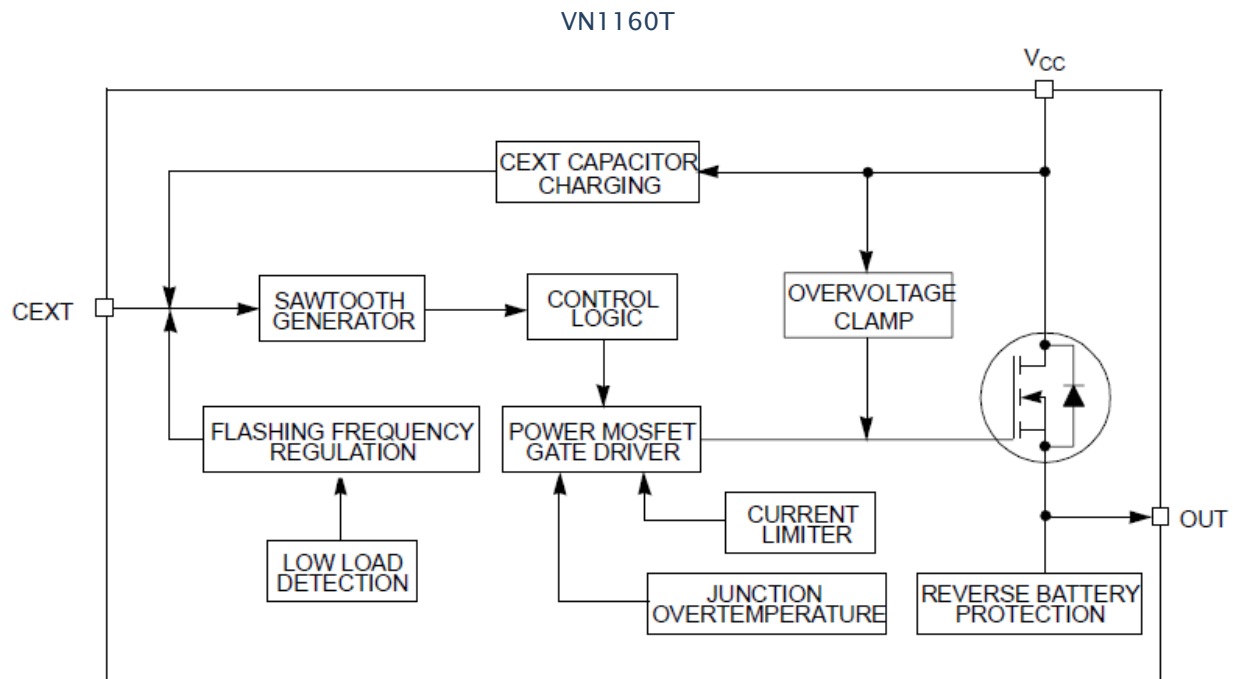 VN1160T
VCC
CEXT CAPACITOR
CHARGING
CEXT
SAWTOOTH
GENERATOR
CONTROL
LOGIC
OVERVOLTAGE
CLAMP
FLASHING FREQUENCY
REGULATION
POWER MOSFET
GATE DRIVER
CURRENT
LIMITER
OUT
LOW LOAD
DETECTION
JUNCTION
OVERTEMPERATURE
REVERSE BATTERY
PROTECTION